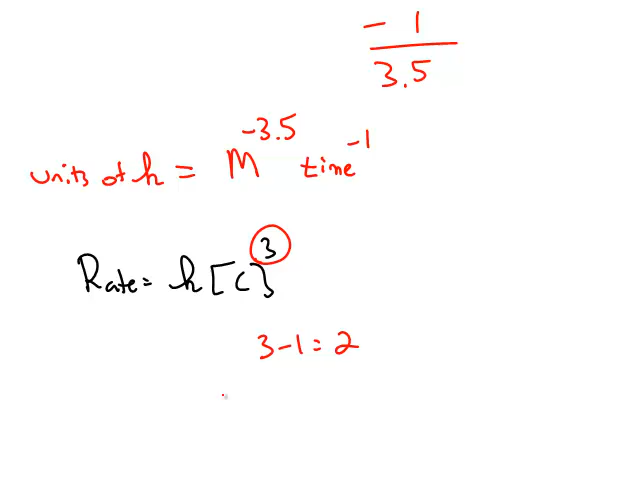 - 1
3.5
units of k = M^-3.5 time^-1
Rate = k [C]^3
3 - 1 = 2